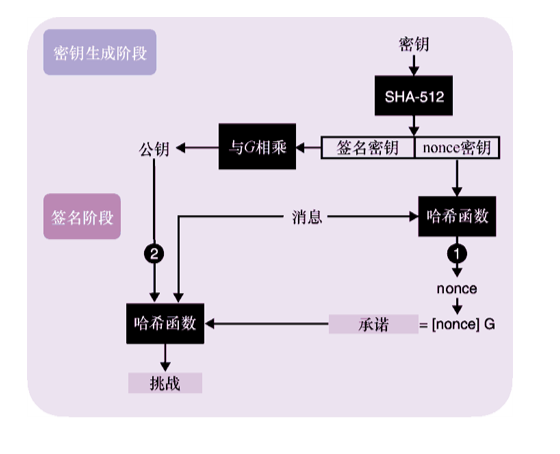 密钥生成阶段
密钥
SHA-512
签名密钥 nonce密钥
与G相乘
公钥
签名阶段
消息
哈希函数
2
1
nonce
哈希函数
承诺 = [nonce] G
挑战